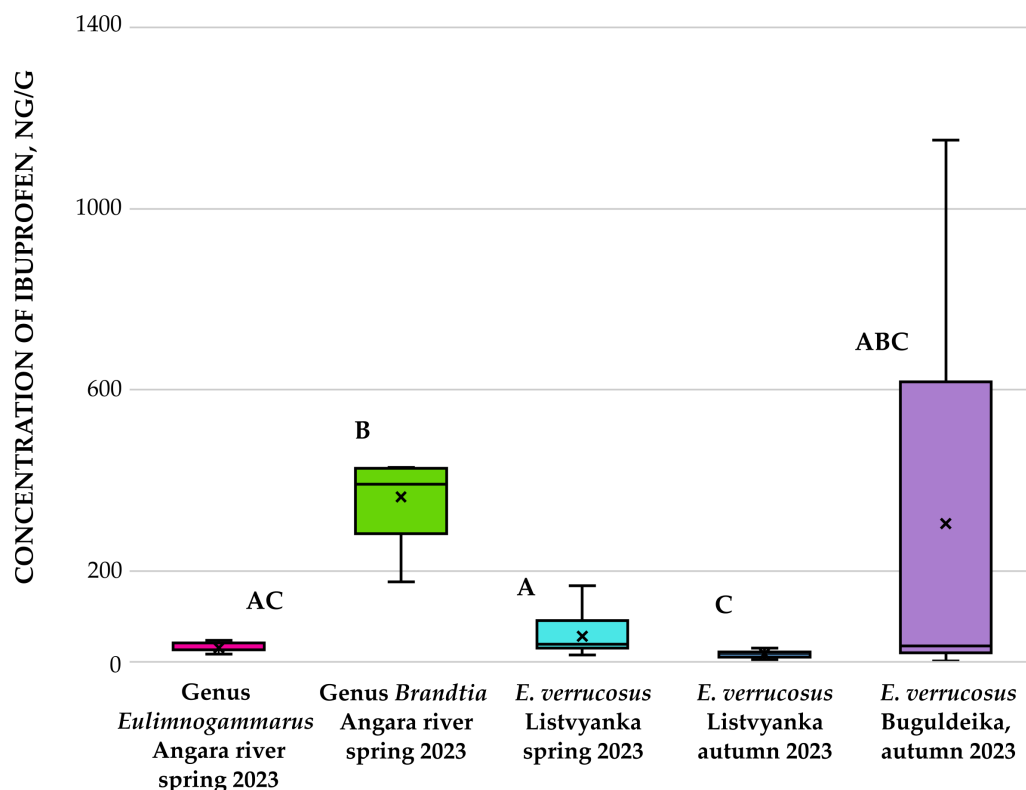 CONCENTRATION OF IBUPROFEN, NG/G
1400
1000
600
200
0
AC
B
A
C
ABC
Genus
Eulimnogammarus
Angara river
spring 2023
Genus Brandtia
Angara river
spring 2023
E. verrucosus
Listvyanka
spring 2023
E. verrucosus
Listvyanka
autumn 2023
E. verrucosus
Buguldeika,
autumn 2023